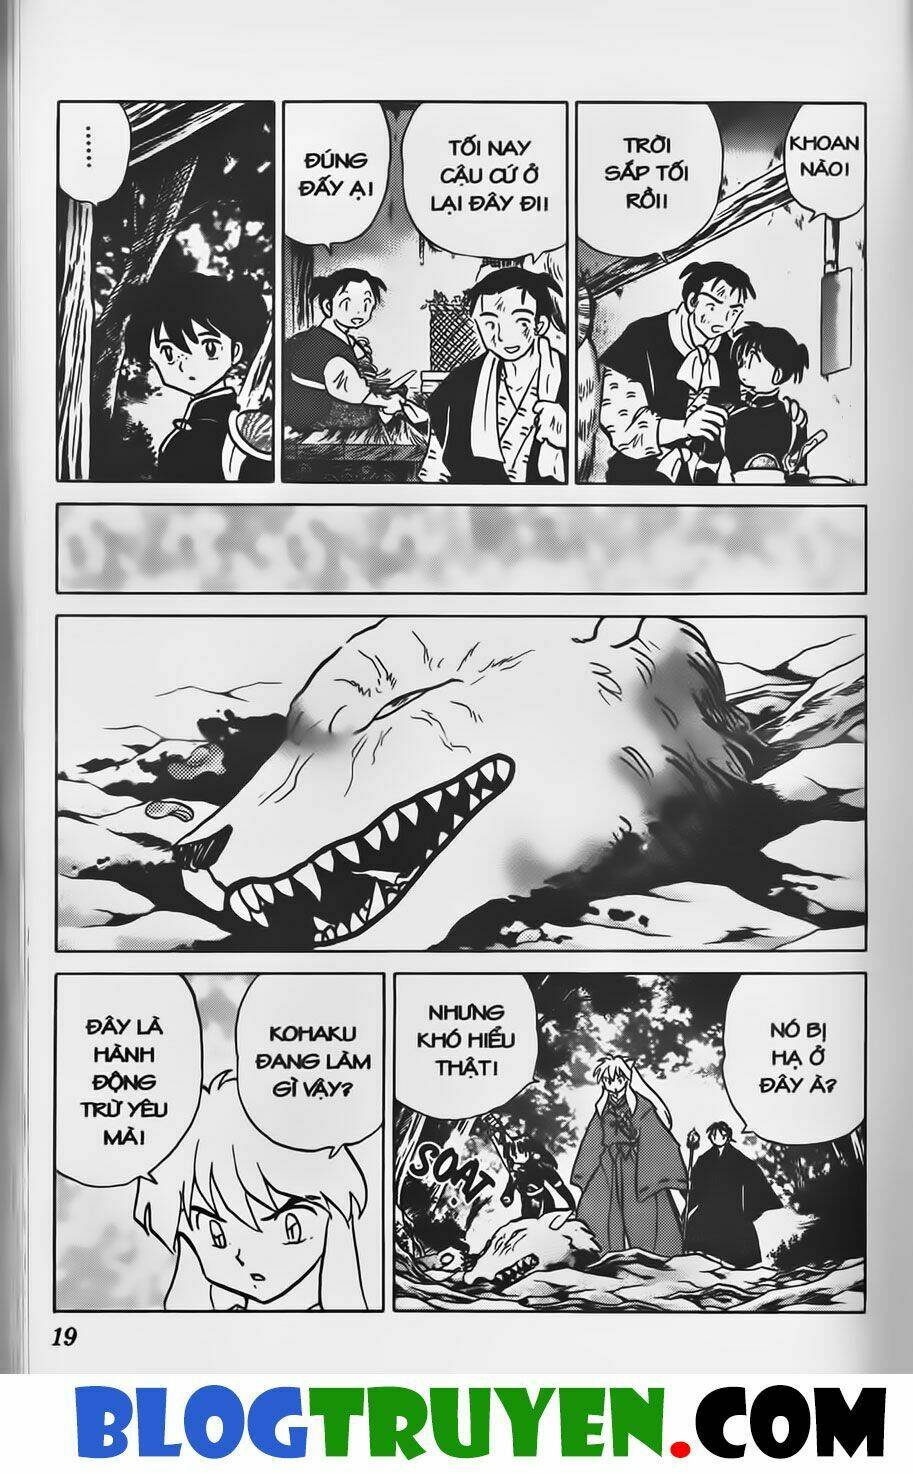 KHOAN
NÀO!
TRỜI
SẮP TỐI
RỒI!
TỐI NAY
CẬU CỨ Ở
LẠI ĐÂY ĐI!
ĐÚNG
ĐẤY Ạ!
........
NÓ BỊ
HẠ Ở
ĐÂY À?
NHƯNG
KHÓ HIỂU
THẬT!
SOẠT
KOHAKU
ĐANG LÀM
GÌ VẬY?
ĐÂY LÀ
HÀNH
ĐỘNG
TRỪ YÊU
MÀ!
19
BLOGTRUYEN.COM